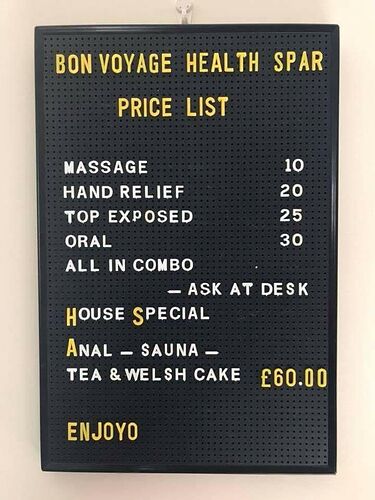 BON VOYAGE HEALTH SPAR
PRICE LIST
MASSAGE 10
HAND RELIEF 20
TOP EXPOSED 25
ORAL 30
ALL IN COMBO
— ASK AT DESK
HOUSE SPECIAL
ANAL — SAUNA —
TEA & WELSH CAKE £60.00
ENJOYO